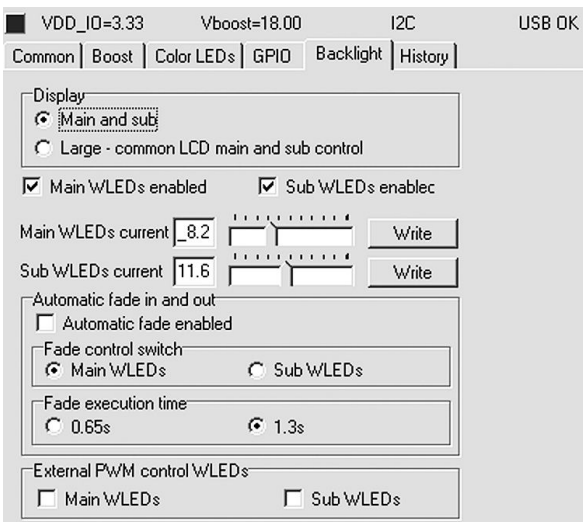 VDD_IO=3.33 Vboost=18.00 I2C USB OK
Common Boost Color LEDs GPIO Backlight History
Display
Main and sub
Large - common LCD main and sub control
Main WLEDs enabled Sub WLEDs enablec
Main WLEDs current _8.2 Write
Sub WLEDs current 11.6 Write
Automatic fade in and out
Automatic fade enabled
Fade control switch
Main WLEDs Sub WLEDs
Fade execution time
0.65s 1.3s
External PWM control WLEDs
Main WLEDs Sub WLEDs